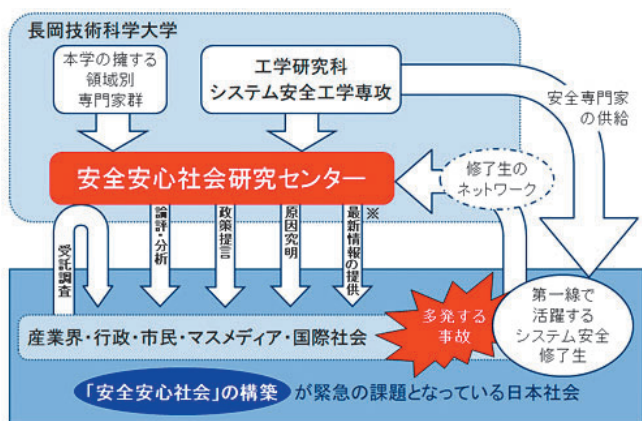 長岡技術科学大学
本学の擁する
領域別
専門家群
工学研究科
システム安全工学専攻
安全専門家
の供給
安全安心社会研究センター
修了生の
ネットワーク
受託調査
論評・分析
政策提言
原因究明
※
最新情報の提供
産業界・行政・市民・マスメディア・国際社会
多発する
事故
第一線で
活躍する
システム安全
修了生
「安全安心社会」の構築 が緊急の課題となっている日本社会